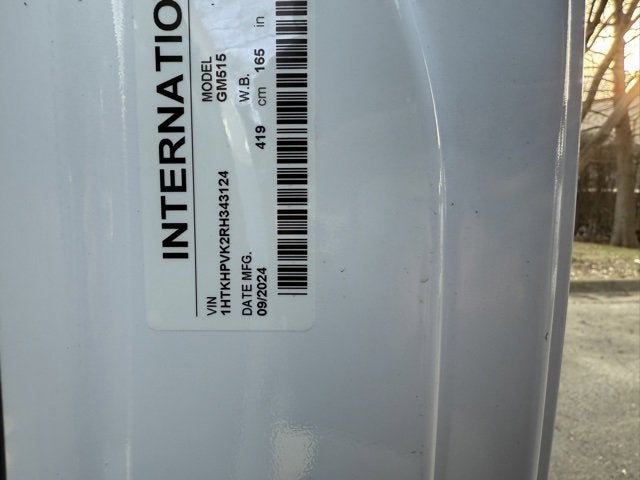 INTERNATIO
VIN MODEL
1HTKHPVK2RH343124 GM515
DATE MFG. W.B.
09/2024 419 cm 165 in